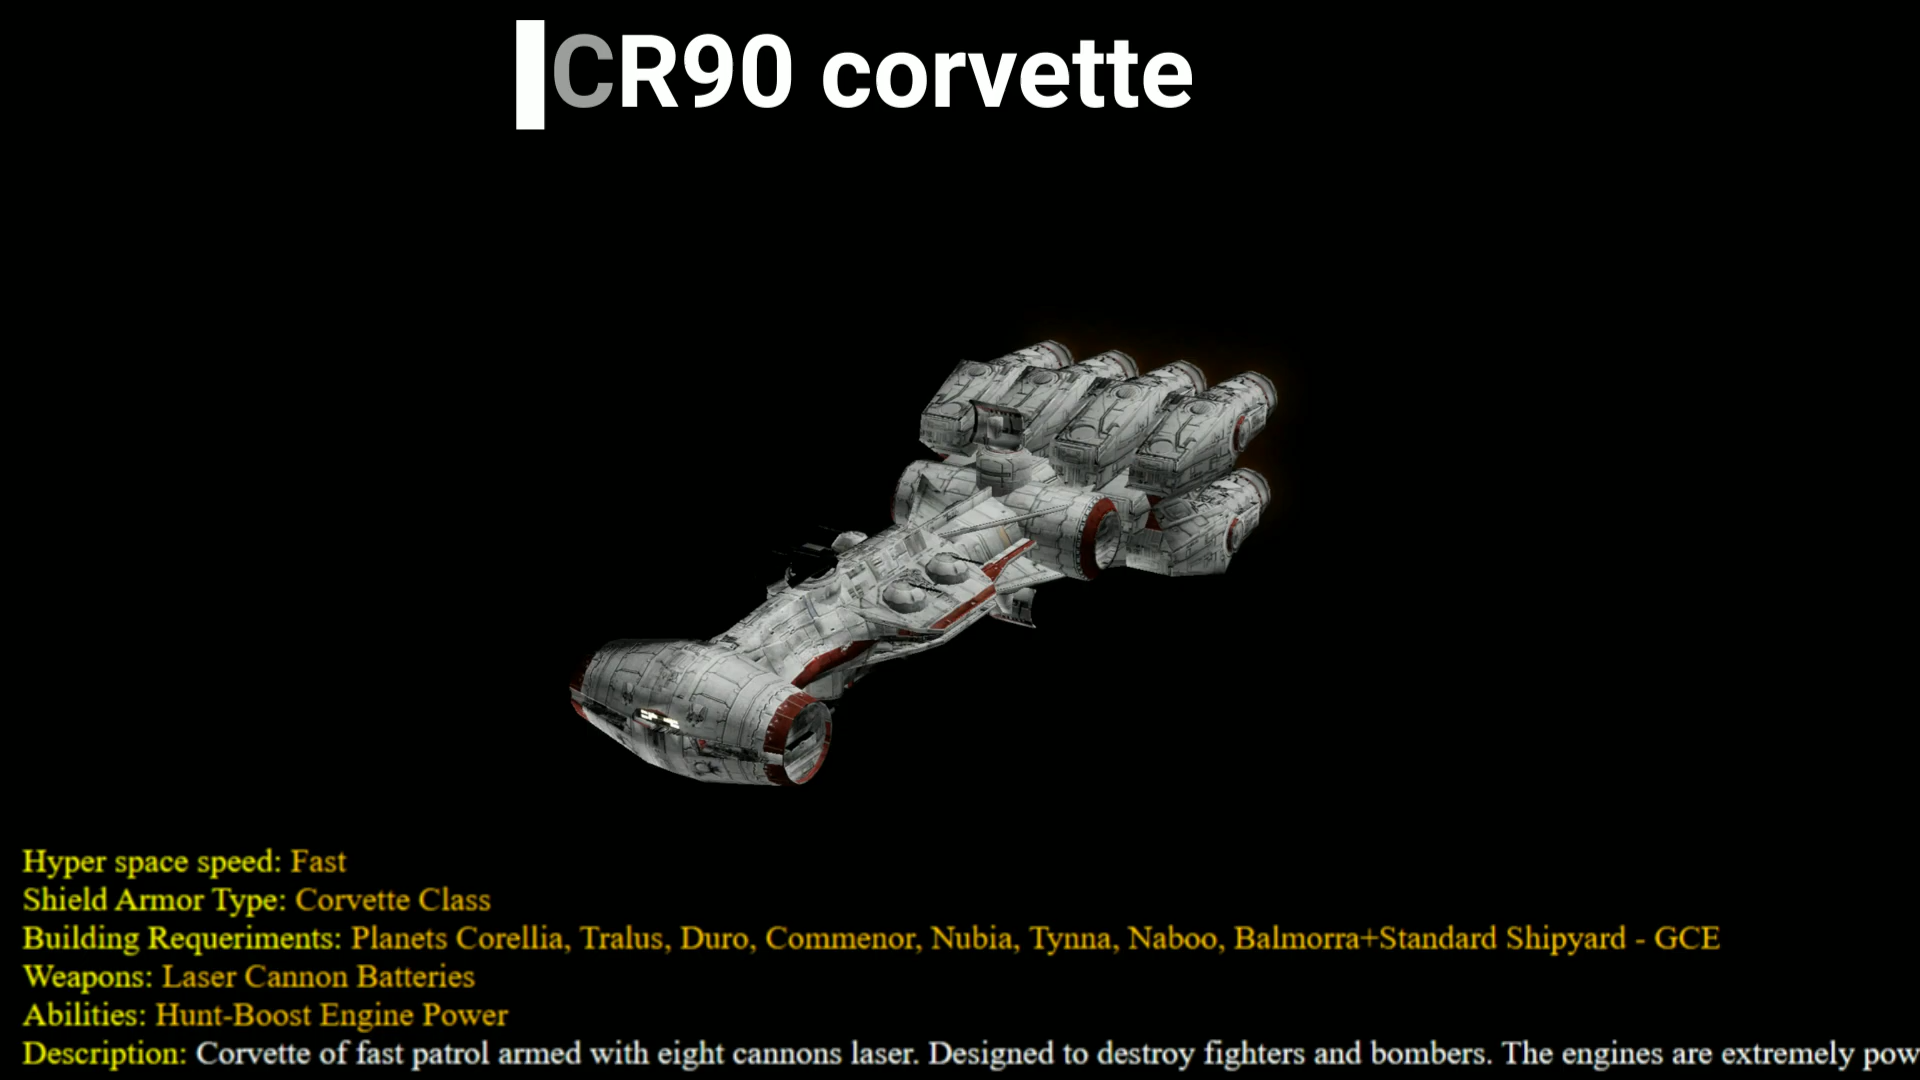 CR90 corvette
Hyper space speed: Fast
Shield Armor Type: Corvette Class
Building Requeriments: Planets Corellia, Tralus, Duro, Commenor, Nubia, Tynna, Naboo, Balmorra+Standard Shipyard - GCE
Weapons: Laser Cannon Batteries
Abilities: Hunt-Boost Engine Power
Description: Corvette of fast patrol armed with eight cannons laser. Designed to destroy fighters and bombers. The engines are extremely pow